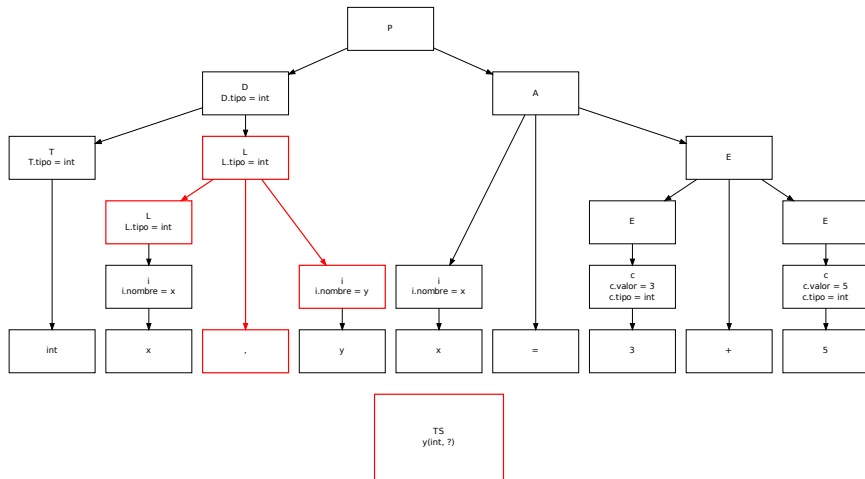 P
D
D.tipo = int
A
T
T.tipo = int
L
L.tipo = int
E
L
L.tipo = int
E
E
i
i.nombre = x
i
i.nombre = y
i
i.nombre = x
c
c.valor = 3
c.tipo = int
c
c.valor = 5
c.tipo = int
int
x
,
y
x
=
3
+
5
TS
y(int, ?)